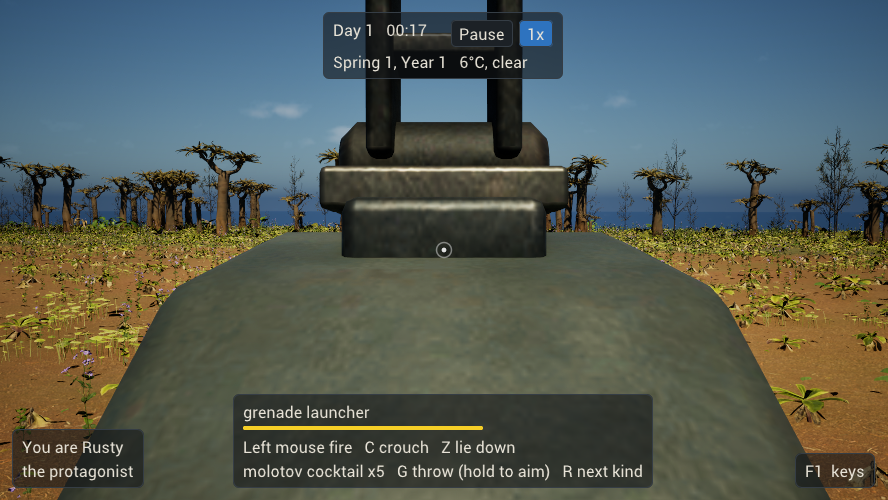 Day 1 00:17 Pause 1x
Spring 1, Year 1 6°C, clear
grenade launcher
Left mouse fire C crouch Z lie down
molotov cocktail x5 G throw (hold to aim) R next kind
You are Rusty
the protagonist
F1 keys